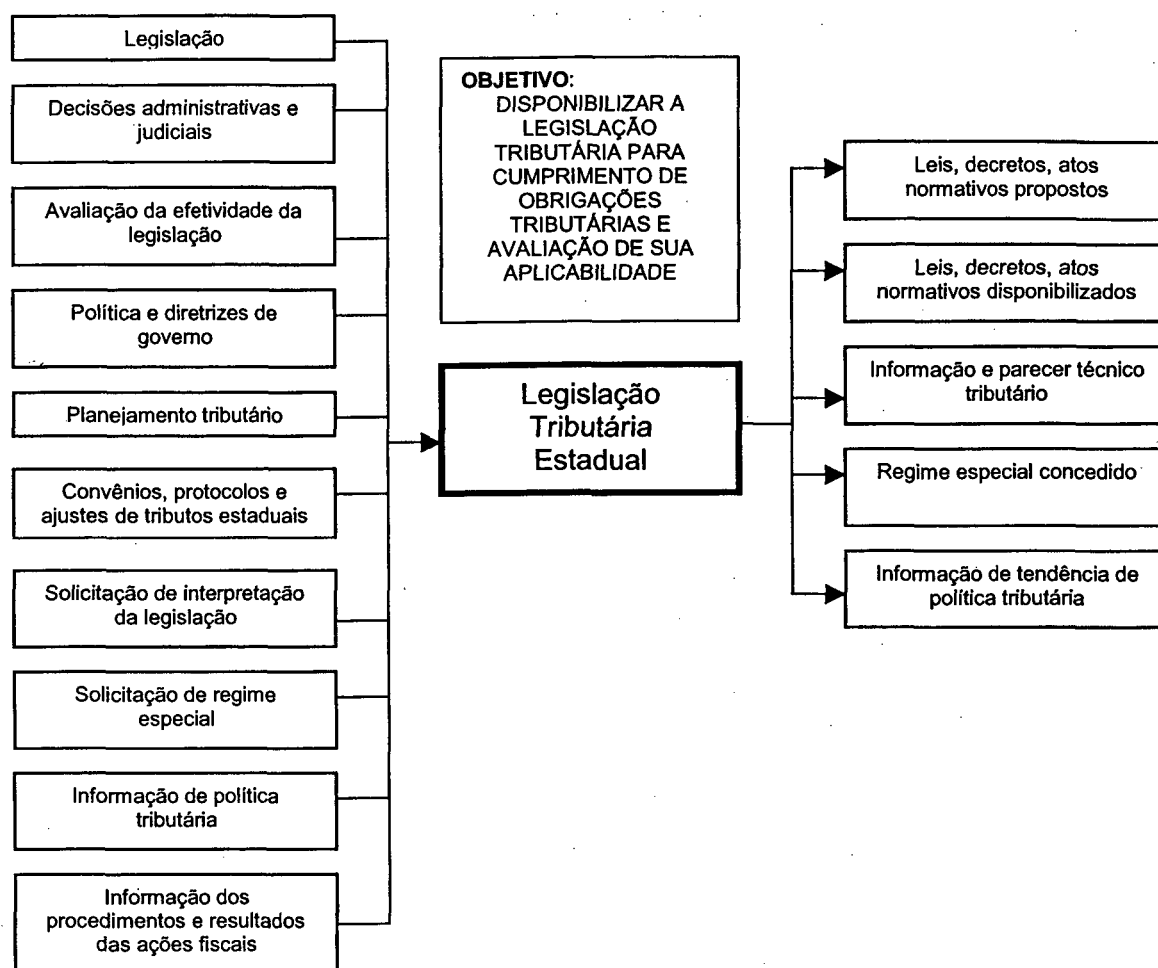 Legislação
Decisões administrativas e
judiciais
Avaliação da efetividade da
legislação
Política e diretrizes de
governo
Planejamento tributário
Convênios, protocolos e
ajustes de tributos estaduais
Solicitação de interpretação
da legislação
Solicitação de regime
especial
Informação de política
tributária
Informação dos
procedimentos e resultados
das ações fiscais
OBJETIVO:
DISPONIBILIZAR A
LEGISLAÇÃO
TRIBUTÁRIA PARA
CUMPRIMENTO DE
OBRIGAÇÕES
TRIBUTÁRIAS E
AVALIAÇÃO DE SUA
APLICABILIDADE
Legislação
Tributária
Estadual
Leis, decretos, atos
normativos propostos
Leis, decretos, atos
normativos disponibilizados
Informação e parecer técnico
tributário
Regime especial concedido
Informação de tendência de
política tributária